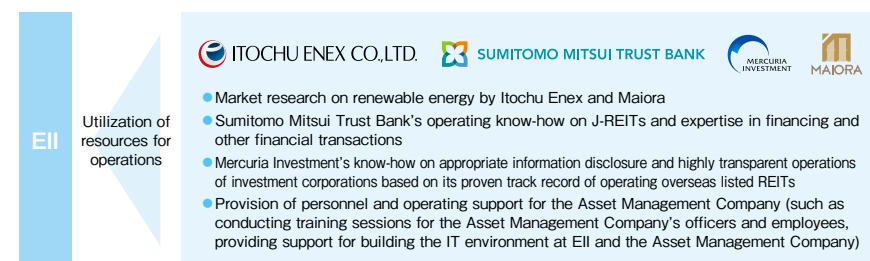 EII
Utilization of
resources for
operations
ITOCHU ENEX CO.,LTD.
SUMITOMO MITSUI TRUST BANK
MERCURIA
INVESTMENT
MAIORA
● Market research on renewable energy by Itochu Enex and Maiora
● Sumitomo Mitsui Trust Bank's operating know-how on J-REITs and expertise in financing and
other financial transactions
● Mercuria Investment's know-how on appropriate information disclosure and highly transparent operations
of investment corporations based on its proven track record of operating overseas listed REITs
● Provision of personnel and operating support for the Asset Management Company (such as
conducting training sessions for the Asset Management Company's officers and employees,
providing support for building the IT environment at EII and the Asset Management Company)